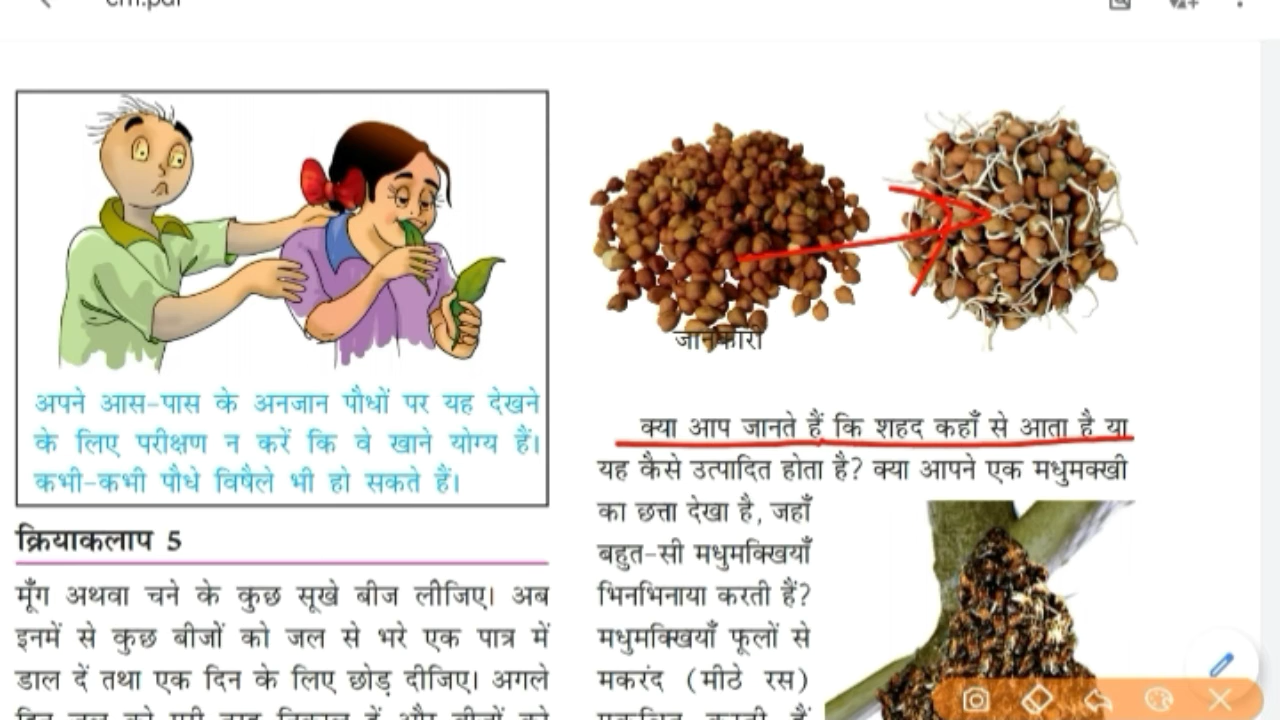 अपने आस-पास के अनजान पौधों पर यह देखने
के लिए परीक्षण न करें कि वे खाने योग्य हैं।
कभी-कभी पौधे विषैले भी हो सकते हैं।
क्रियाकलाप 5
मूँग अथवा चने के कुछ सूखे बीज लीजिए। अब
इनमें से कुछ बीजों को जल से भरे एक पात्र में
डाल दें तथा एक दिन के लिए छोड़ दीजिए। अगले
जानकारी
क्या आप जानते हैं कि शहद कहाँ से आता है या
यह कैसे उत्पादित होता है? क्या आपने एक मधुमक्खी
का छत्ता देखा है, जहाँ
बहुत-सी मधुमक्खियाँ
भिनभिनाया करती हैं?
मधुमक्खियाँ फूलों से
मकरंद (मीठे रस)